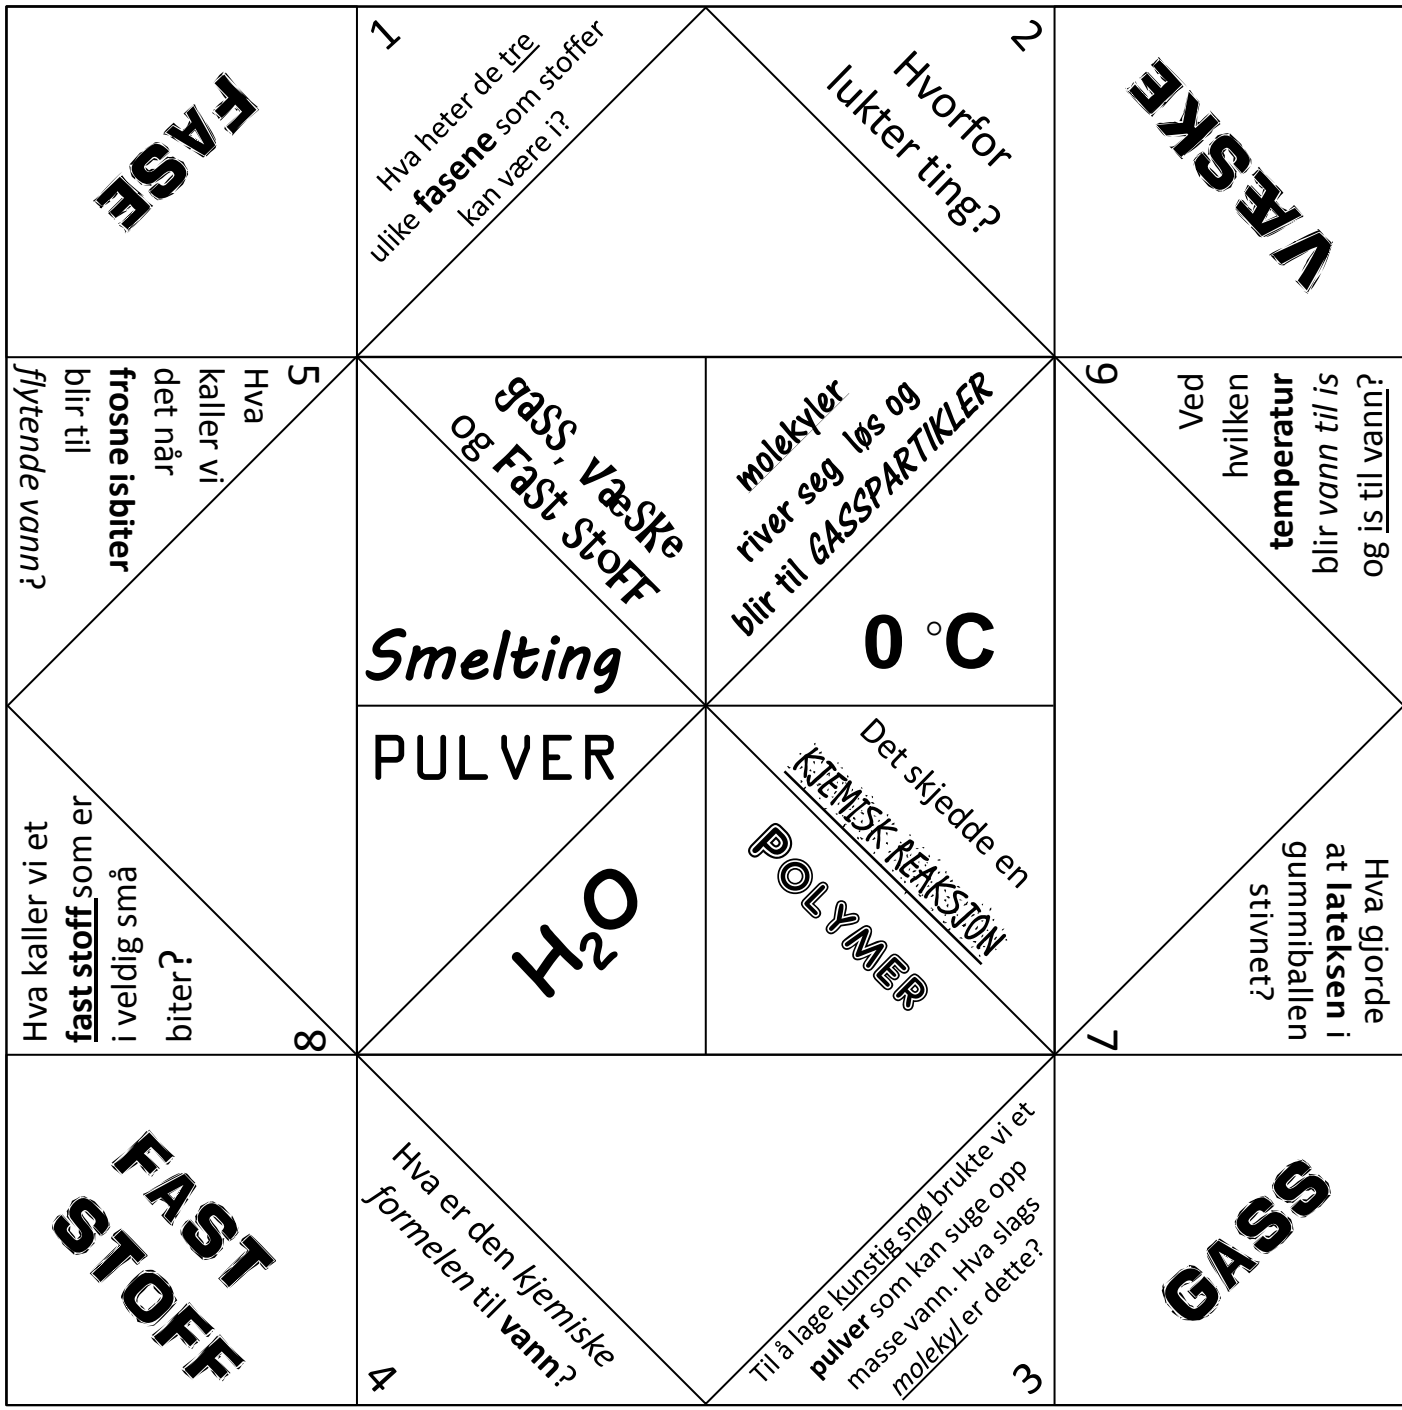 FASE
1
Hva heter de tre
ulike fasene som stoffer
kan være i?
2
Hvorfor
lukter ting?
VÆSKE
5
Hva
kaller vi
det når
frosne isbiter
blir til
flytende vann?
gass, væske
og fast stoff
molekyler
river seg løs og
blir til GASSPARTIKLER
6
Ved
hvilken
temperatur
blir vann til is
og is til vann?
Smelting
0 °C
PULVER
H₂O
Det skjedde en
KJEMISK REAKSJON
POLYMER
Hva kaller vi et
fast stoff som er
i veldig små
biter?
8
Hva gjorde
at lateksen i
gummiballen
stivnet?
7
FAST
STOFF
Hva er den kjemiske
formelen til vann?
4
Til å lage kunstig snø brukte vi et
pulver som kan suge opp
masse vann. Hva slags
molekyl er dette?
3
GASS